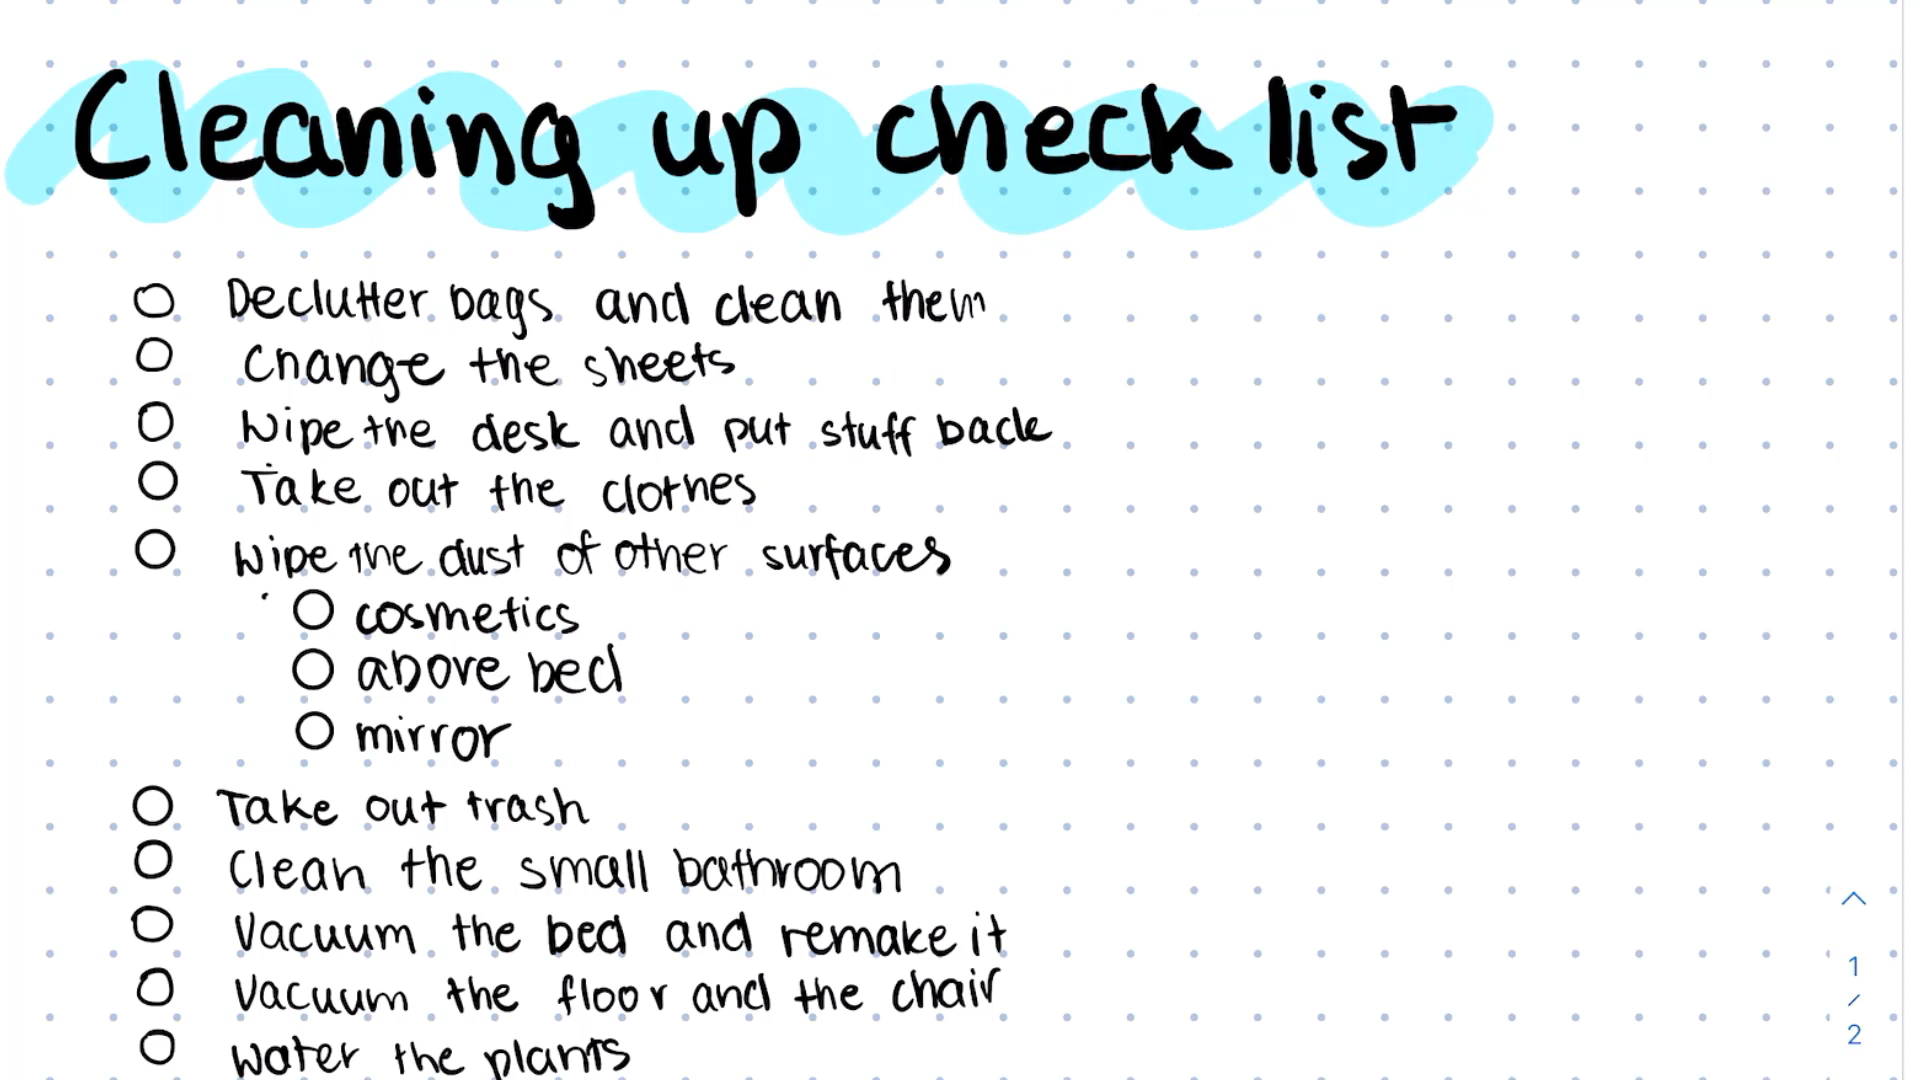 Cleaning up check list
Declutter bags and clean them
Change the sheets
Wipe the desk and put stuff back
Take out the clothes
Wipe the dust of other surfaces
cosmetics
above bed
mirror
Take out trash
Clean the small bathroom
Vacuum the bed and remake it
Vacuum the floor and the chair
Water the plants
1
/
2